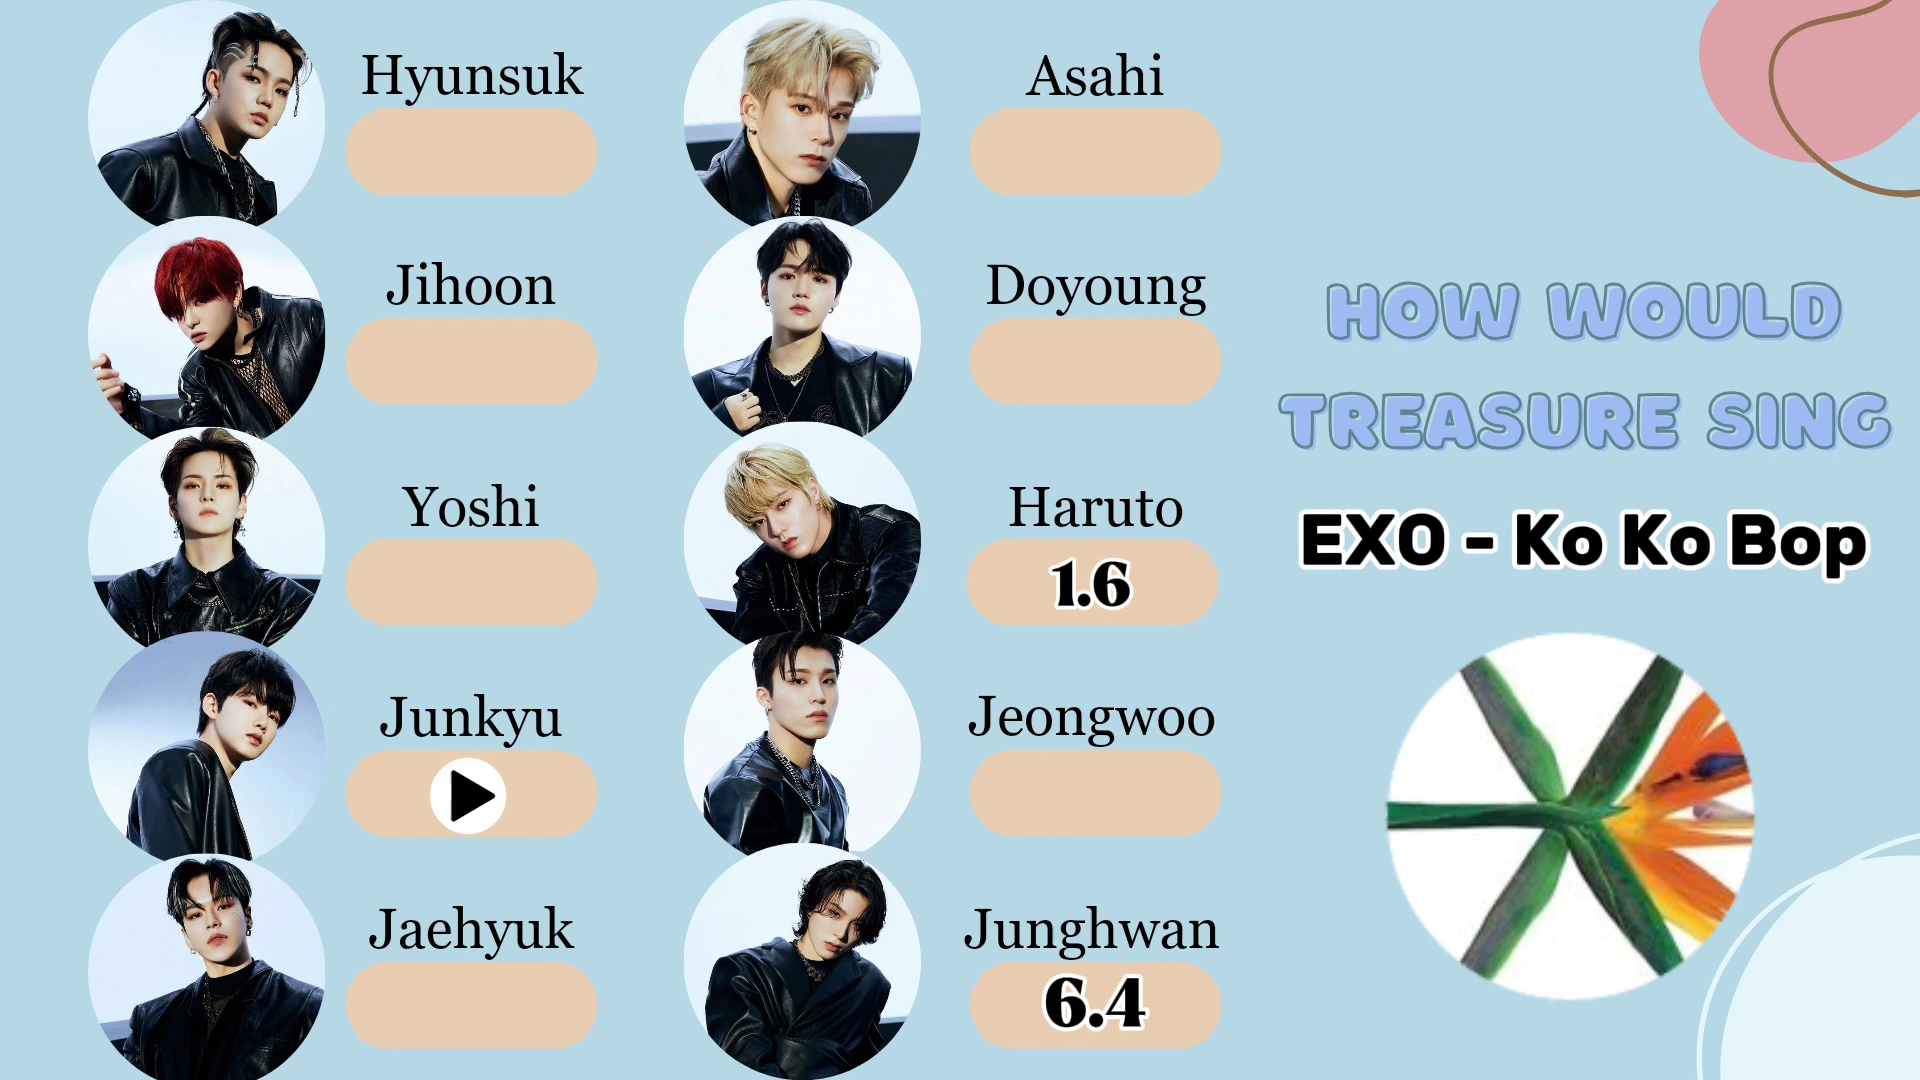 Hyunsuk
Jihoon
Yoshi
Junkyu
Jaehyuk
Asahi
Doyoung
Haruto
1.6
Jeongwoo
Junghwan
6.4
HOW WOULD
TREASURE SING
EXO - Ko Ko Bop